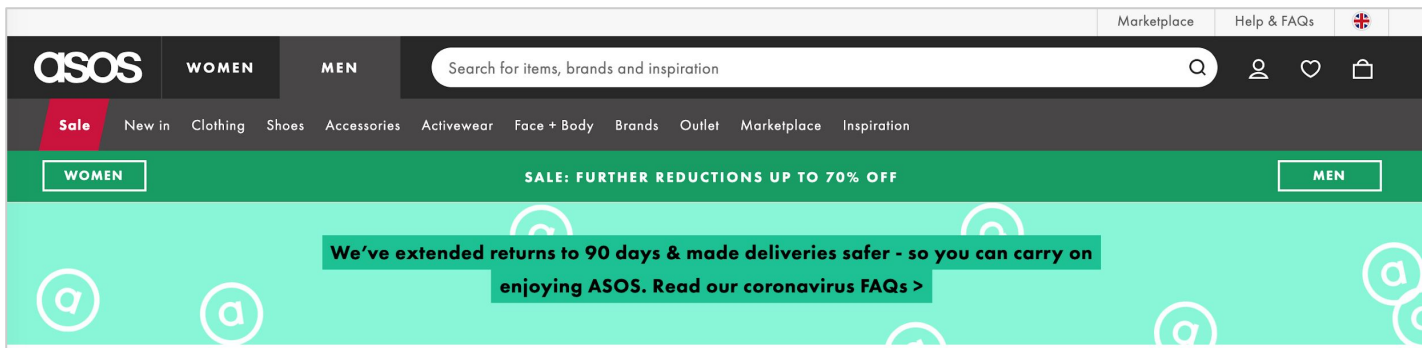 Marketplace Help & FAQs
asos WOMEN MEN Search for items, brands and inspiration
Sale New in Clothing Shoes Accessories Activewear Face + Body Brands Outlet Marketplace Inspiration
WOMEN SALE: FURTHER REDUCTIONS UP TO 70% OFF MEN
We’ve extended returns to 90 days & made deliveries safer - so you can carry on
enjoying ASOS. Read our coronavirus FAQs >